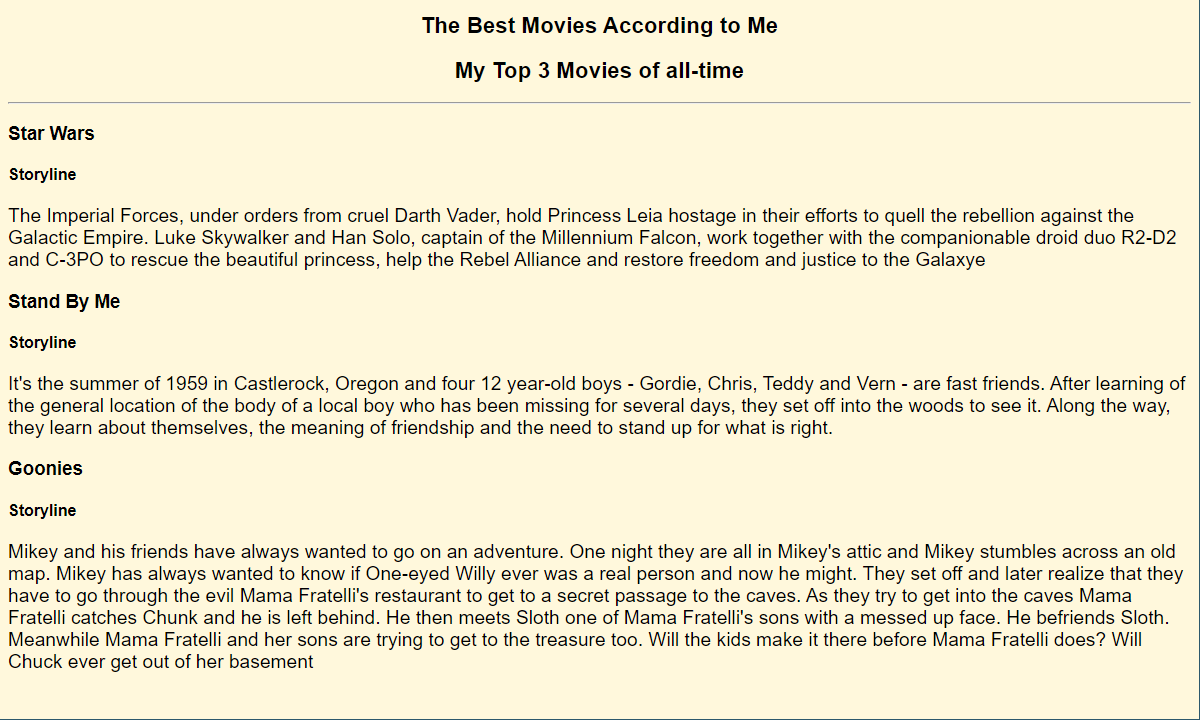 The Best Movies According to Me
My Top 3 Movies of all-time
Star Wars
Storyline
The Imperial Forces, under orders from cruel Darth Vader, hold Princess Leia hostage in their efforts to quell the rebellion against the
Galactic Empire. Luke Skywalker and Han Solo, captain of the Millennium Falcon, work together with the companionable droid duo R2-D2
and C-3PO to rescue the beautiful princess, help the Rebel Alliance and restore freedom and justice to the Galaxye
Stand By Me
Storyline
It's the summer of 1959 in Castlerock, Oregon and four 12 year-old boys - Gordie, Chris, Teddy and Vern - are fast friends. After learning of
the general location of the body of a local boy who has been missing for several days, they set off into the woods to see it. Along the way,
they learn about themselves, the meaning of friendship and the need to stand up for what is right.
Goonies
Storyline
Mikey and his friends have always wanted to go on an adventure. One night they are all in Mikey's attic and Mikey stumbles across an old
map. Mikey has always wanted to know if One-eyed Willy ever was a real person and now he might. They set off and later realize that they
have to go through the evil Mama Fratelli's restaurant to get to a secret passage to the caves. As they try to get into the caves Mama
Fratelli catches Chunk and he is left behind. He then meets Sloth one of Mama Fratelli's sons with a messed up face. He befriends Sloth.
Meanwhile Mama Fratelli and her sons are trying to get to the treasure too. Will the kids make it there before Mama Fratelli does? Will
Chuck ever get out of her basement